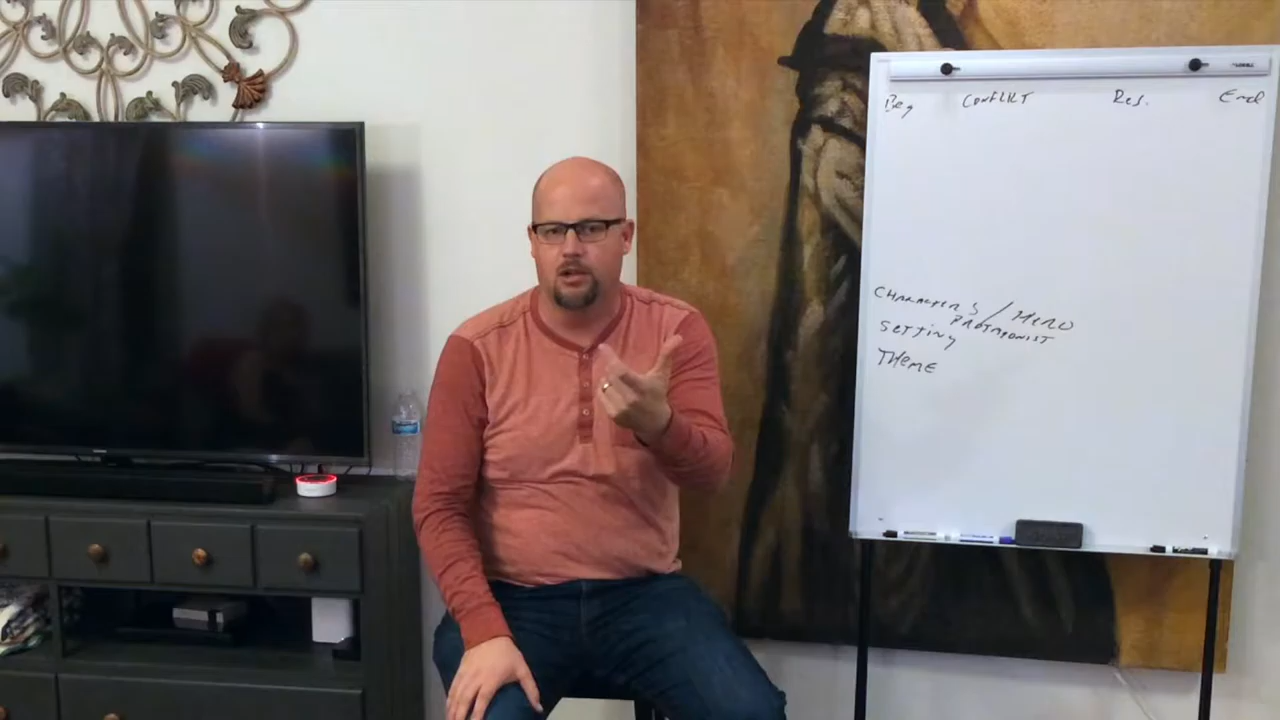 Beg CONFLICT Res. End
CHARACTERS / HERO
PROTAGONIST
SETTING
THEME